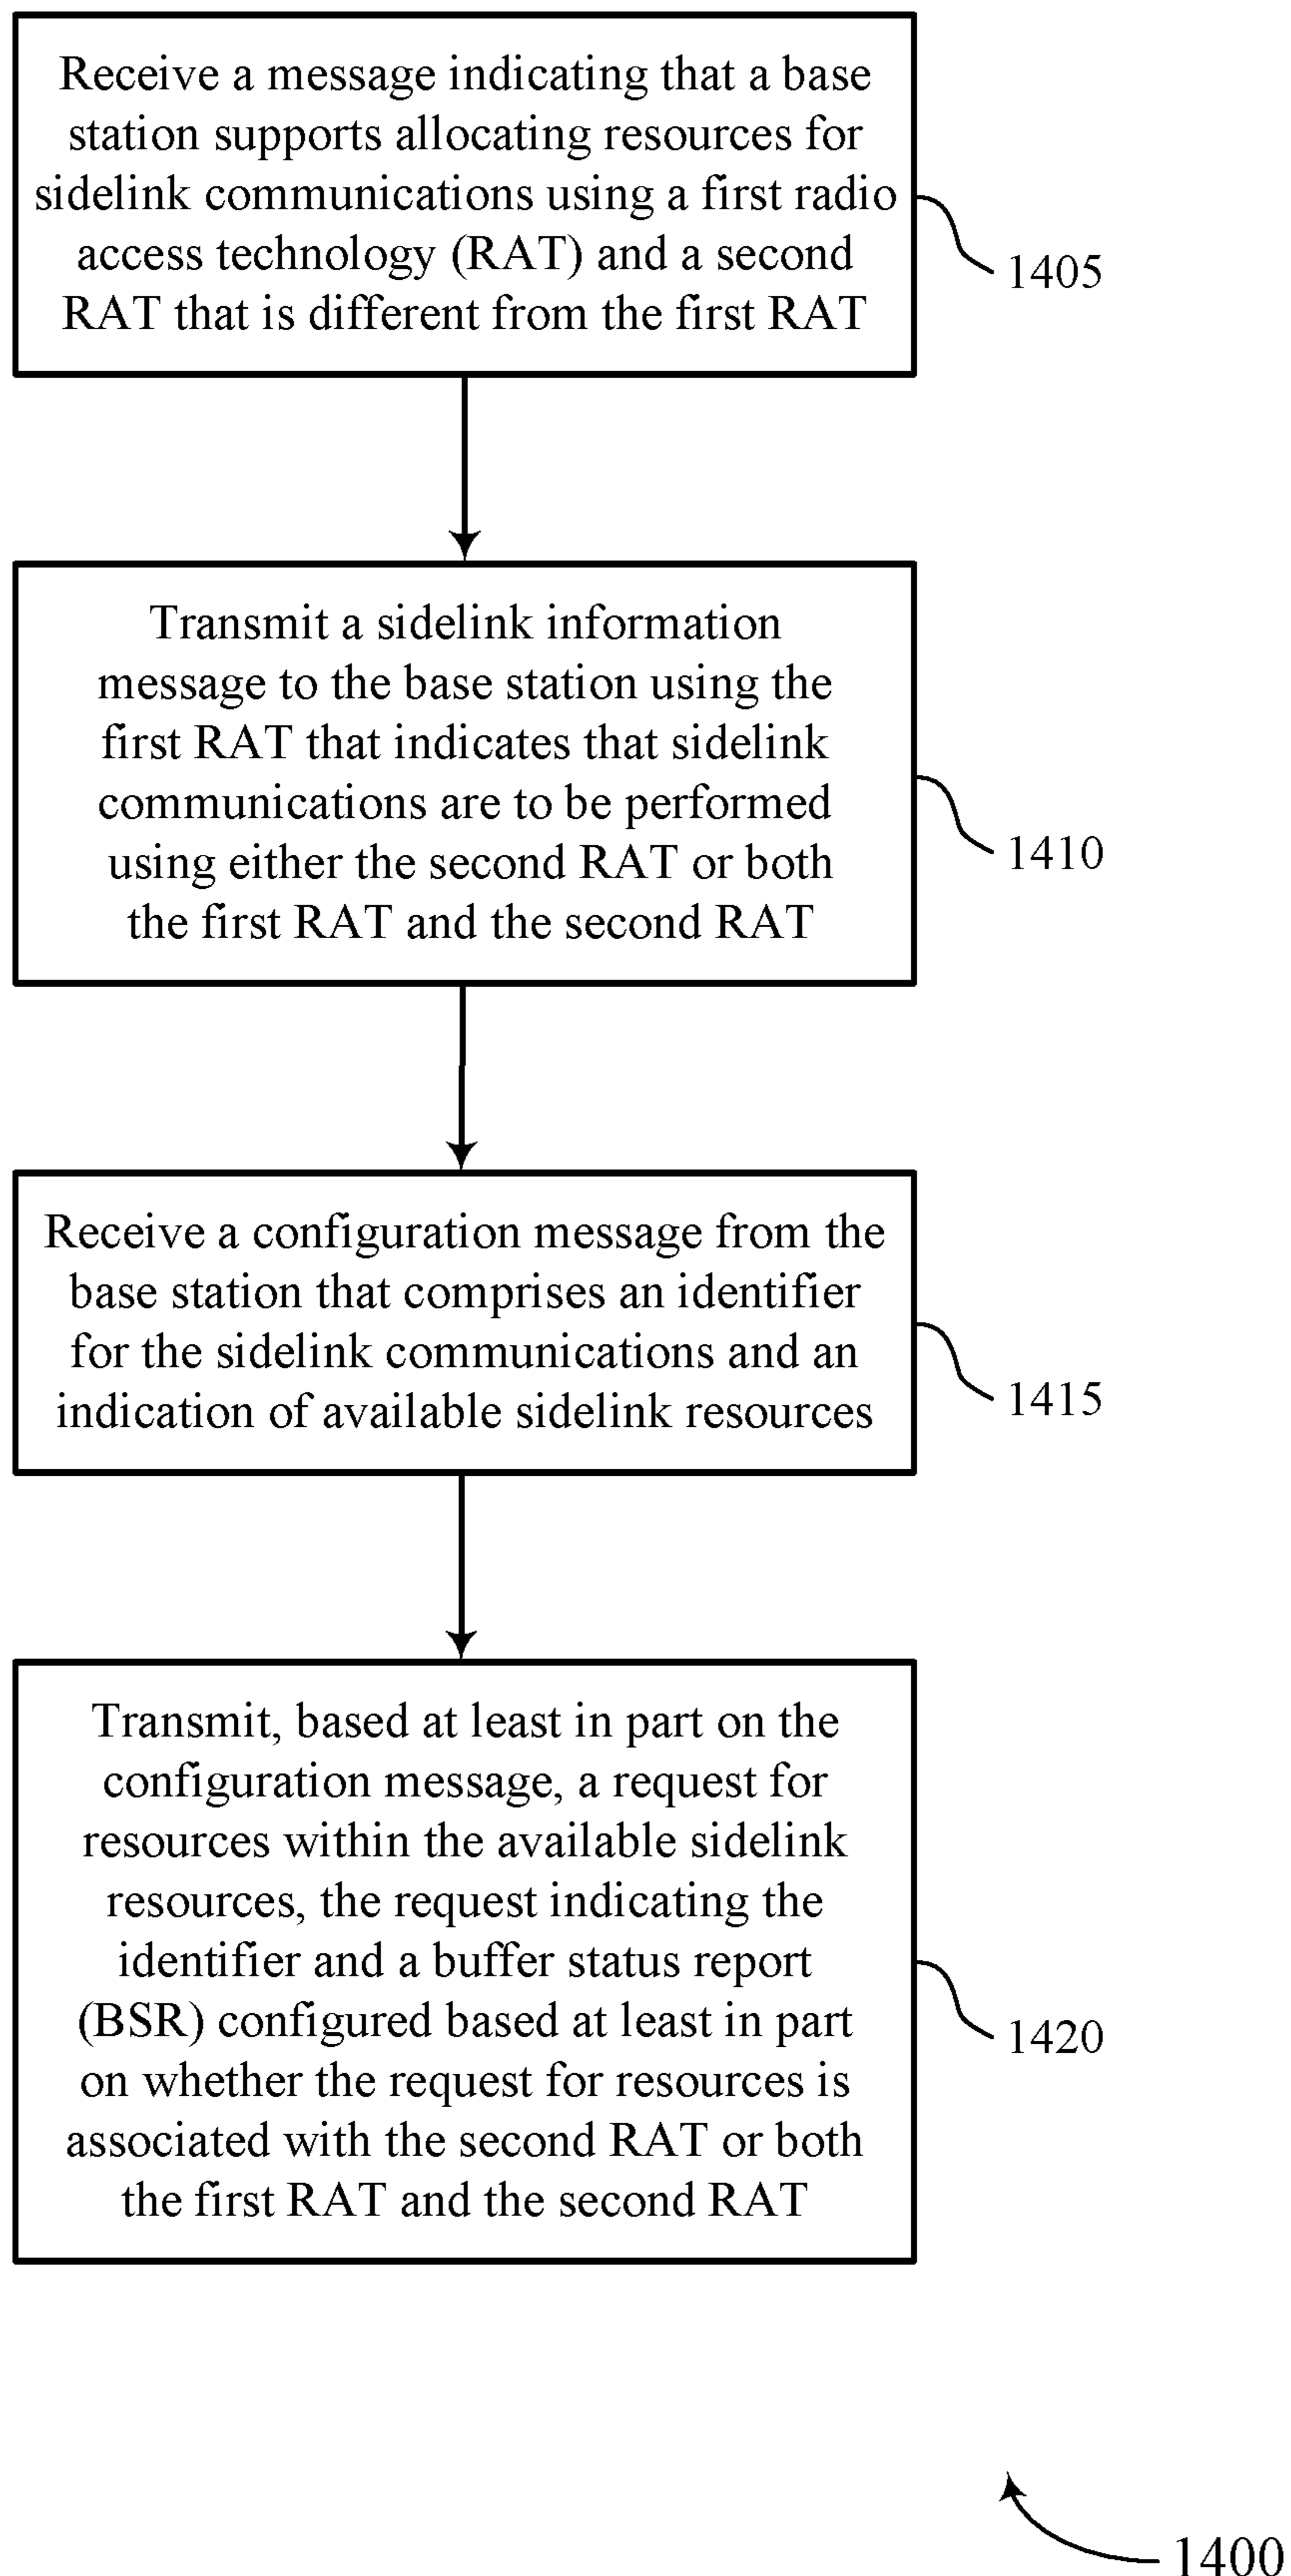 Receive a message indicating that a base
station supports allocating resources for
sidelink communications using a first radio
access technology (RAT) and a second
RAT that is different from the first RAT
1405
Transmit a sidelink information
message to the base station using the
first RAT that indicates that sidelink
communications are to be performed
using either the second RAT or both
the first RAT and the second RAT
1410
Receive a configuration message from the
base station that comprises an identifier
for the sidelink communications and an
indication of available sidelink resources
1415
Transmit, based at least in part on the
configuration message, a request for
resources within the available sidelink
resources, the request indicating the
identifier and a buffer status report
(BSR) configured based at least in part
on whether the request for resources is
associated with the second RAT or both
the first RAT and the second RAT
1420
1400